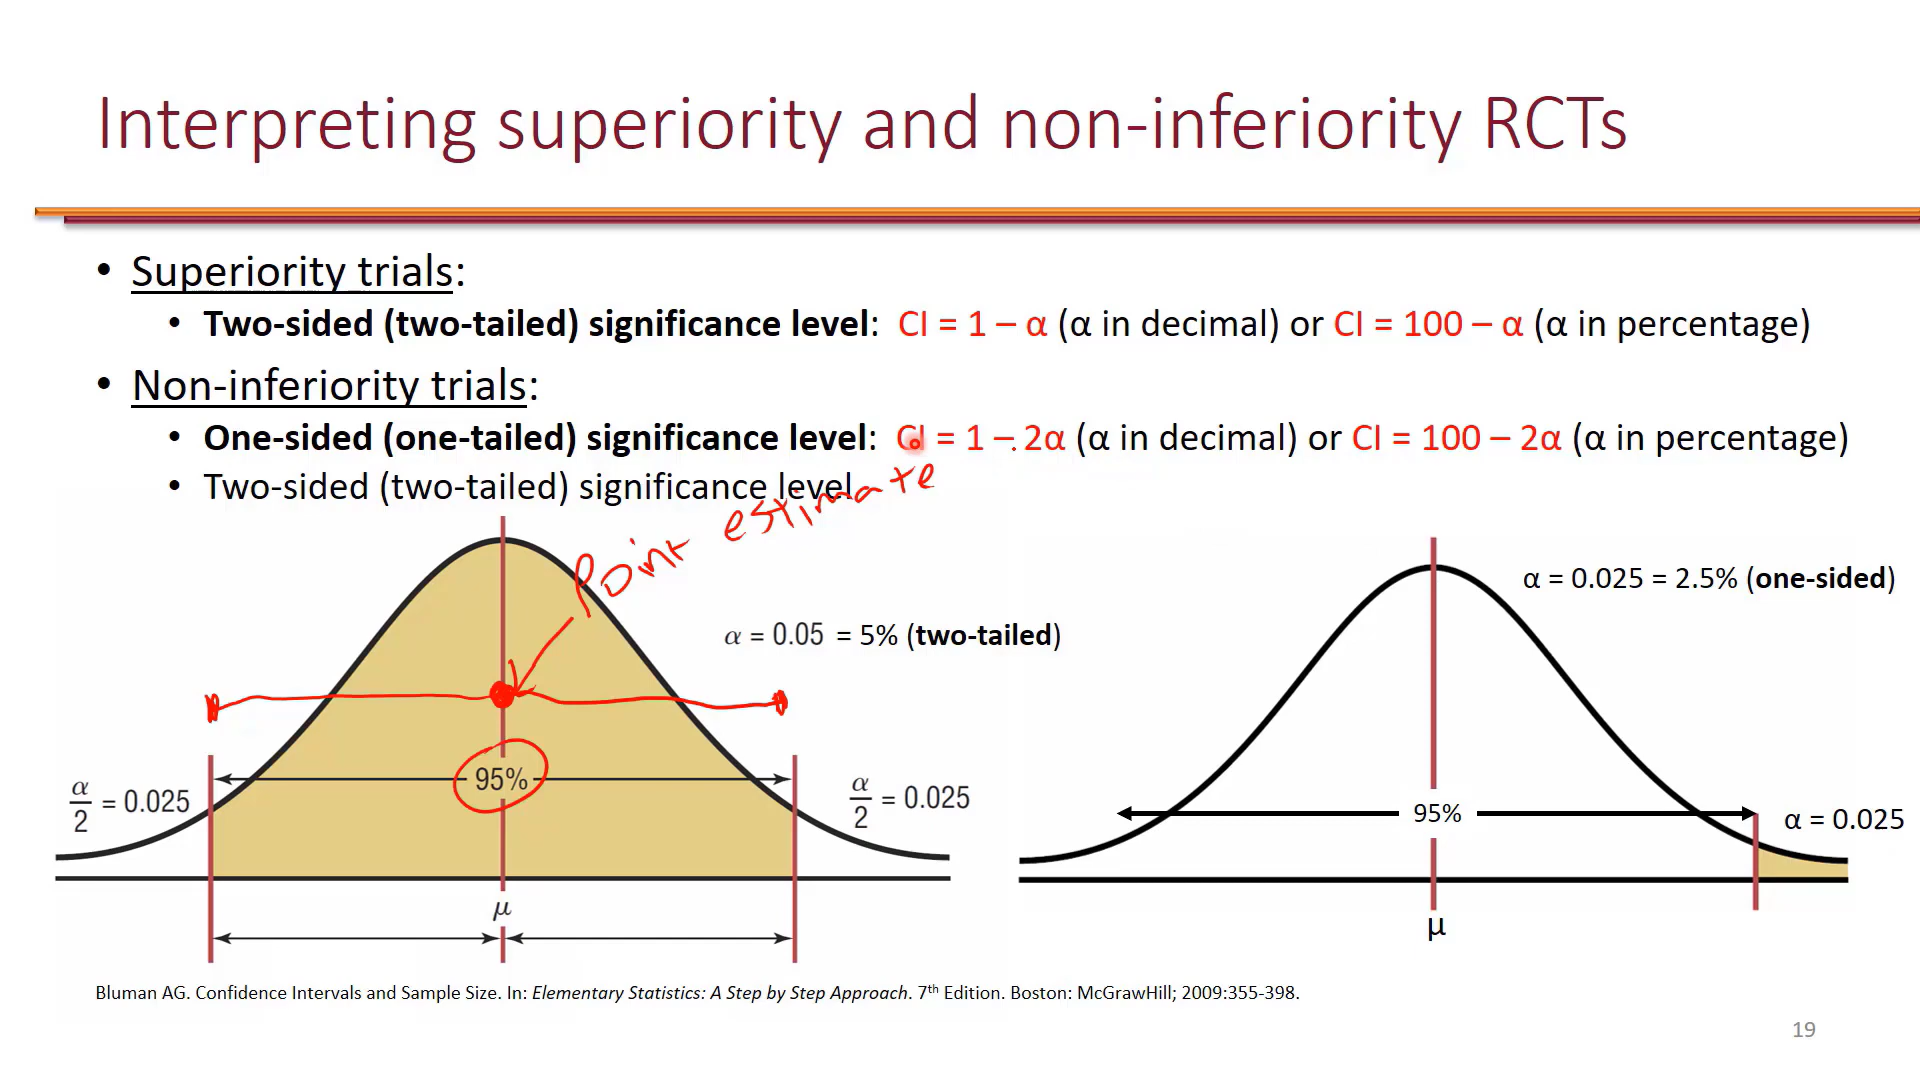 Interpreting superiority and non-inferiority RCTs
• Superiority trials:
• Two-sided (two-tailed) significance level: CI = 1 – α (α in decimal) or CI = 100 – α (α in percentage)
• Non-inferiority trials:
• One-sided (one-tailed) significance level: CI = 1 – 2α (α in decimal) or CI = 100 – 2α (α in percentage)
• Two-sided (two-tailed) significance level
Point estimate
α = 0.05 = 5% (two-tailed)
95%
α/2 = 0.025
α/2 = 0.025
μ
α = 0.025 = 2.5% (one-sided)
95%
α = 0.025
μ
Bluman AG. Confidence Intervals and Sample Size. In: Elementary Statistics: A Step by Step Approach. 7th Edition. Boston: McGrawHill; 2009:355-398.
19